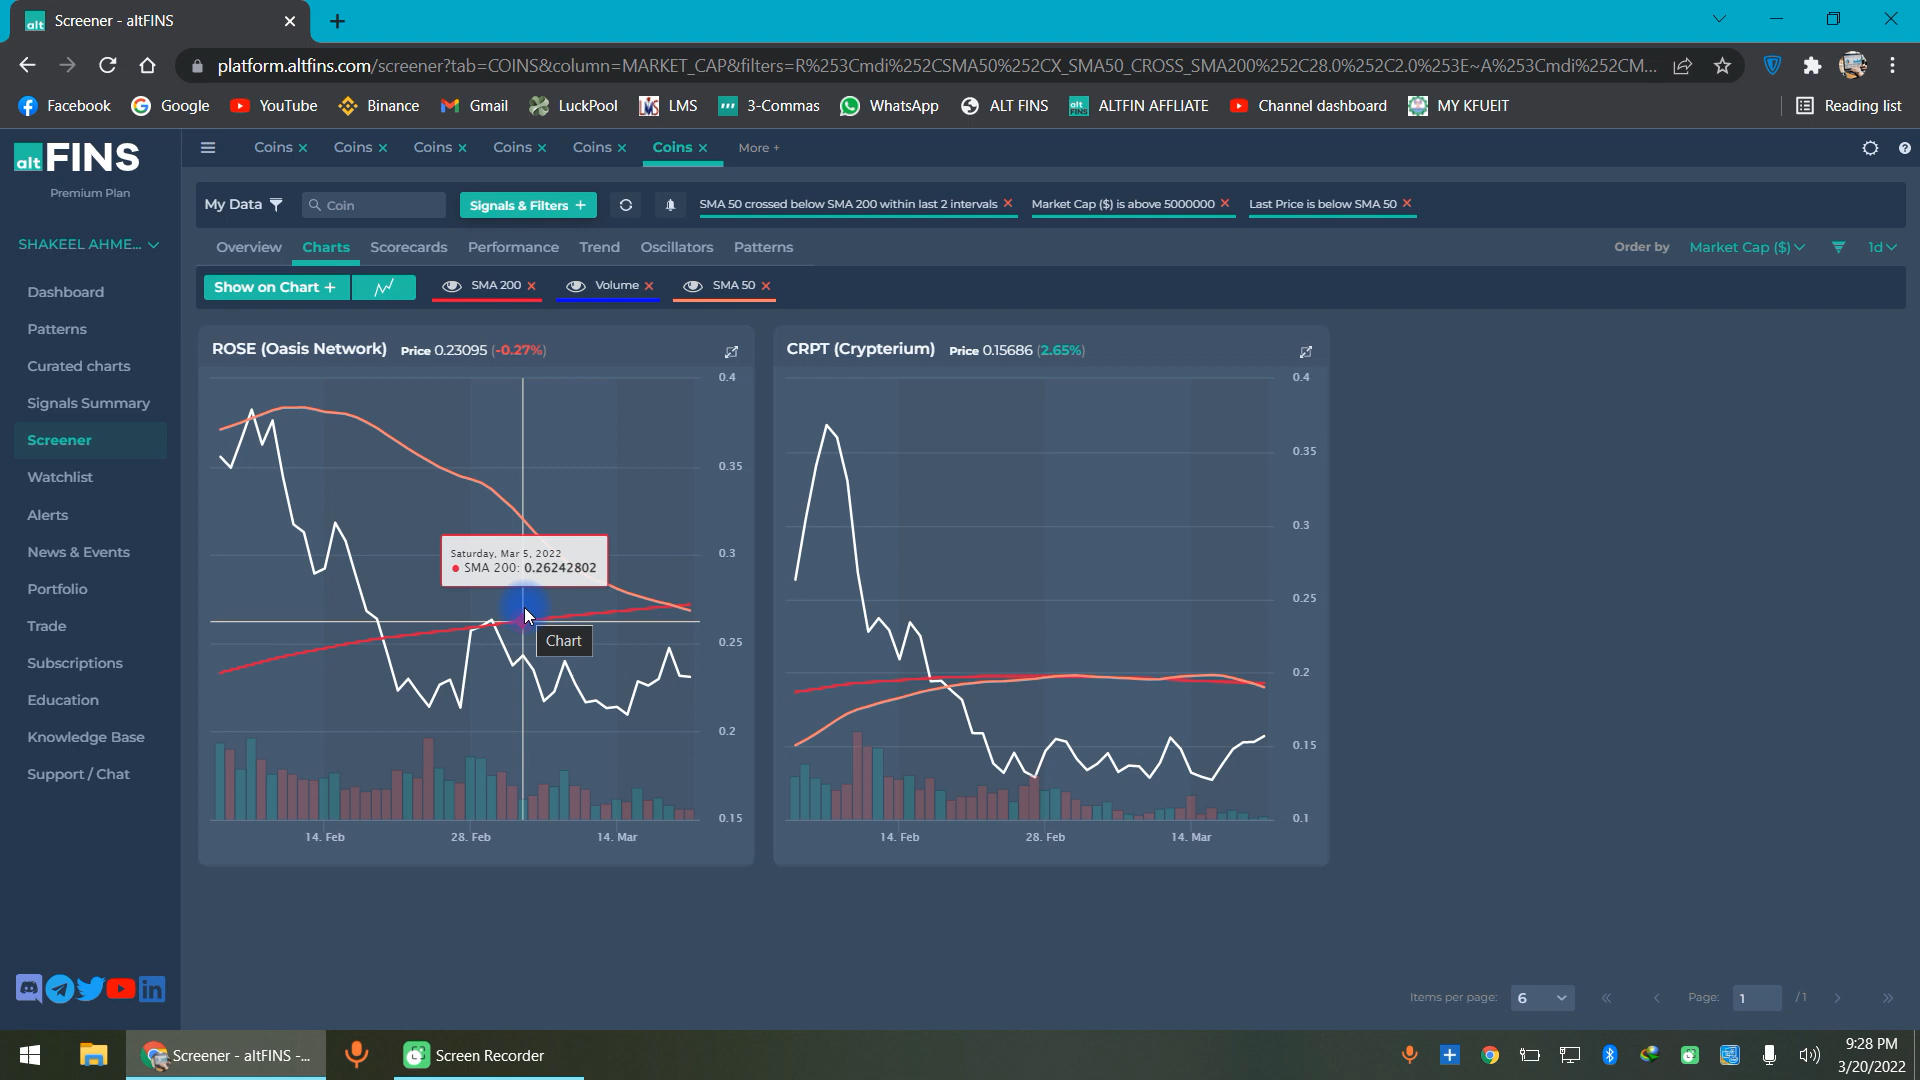 Screener - altFINS
platform.altfins.com/screener?tab=COINS&column=MARKET_CAP&filters=R%253Cmdi%252CSMA50%252CX_SMA50_CROSS_SMA200%252C28.0%252C2.0%253E~A%253Cmdi%252CM...
Facebook Google YouTube Binance Gmail LuckPool LMS 3-Commas WhatsApp ALT FINS ALTFIN AFFLIATE Channel dashboard MY KFUEIT Reading list
alt FINS
Premium Plan
Coins Coins Coins Coins Coins Coins More +
My Data Coin Signals & Filters + SMA 50 crossed below SMA 200 within last 2 intervals Market Cap ($) is above 5000000 Last Price is below SMA 50
SHAKEEL AHME...
Overview Charts Scorecards Performance Trend Oscillators Patterns Order by Market Cap ($) 1d
Show on Chart + SMA 200 Volume SMA 50
Dashboard
Patterns
Curated charts
Signals Summary
Screener
Watchlist
Alerts
News & Events
Portfolio
Trade
Subscriptions
Education
Knowledge Base
Support / Chat
ROSE (Oasis Network) Price 0.23095 (-0.27%)
0.4
0.35
0.3
0.25
0.2
0.15
Saturday, Mar 5, 2022
SMA 200: 0.26242802
Chart
14. Feb 28. Feb 14. Mar
CRPT (Crypterium) Price 0.15686 (2.65%)
0.4
0.35
0.3
0.25
0.2
0.15
0.1
14. Feb 28. Feb 14. Mar
Items per page: 6 Page: 1 /1
Screener - altFINS -... Screen Recorder
9:28 PM
3/20/2022